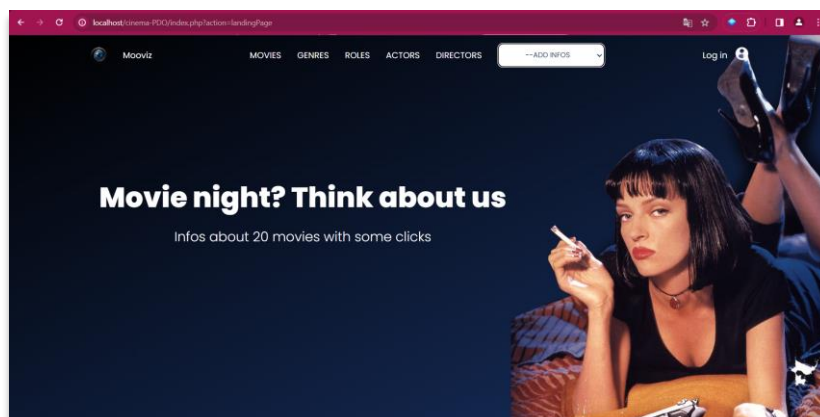 localhost/cinema-PDO/index.php?action=landingPage
Mooviz MOVIES GENRES ROLES ACTORS DIRECTORS --ADD INFOS Log in
Movie night? Think about us
Infos about 20 movies with some clicks